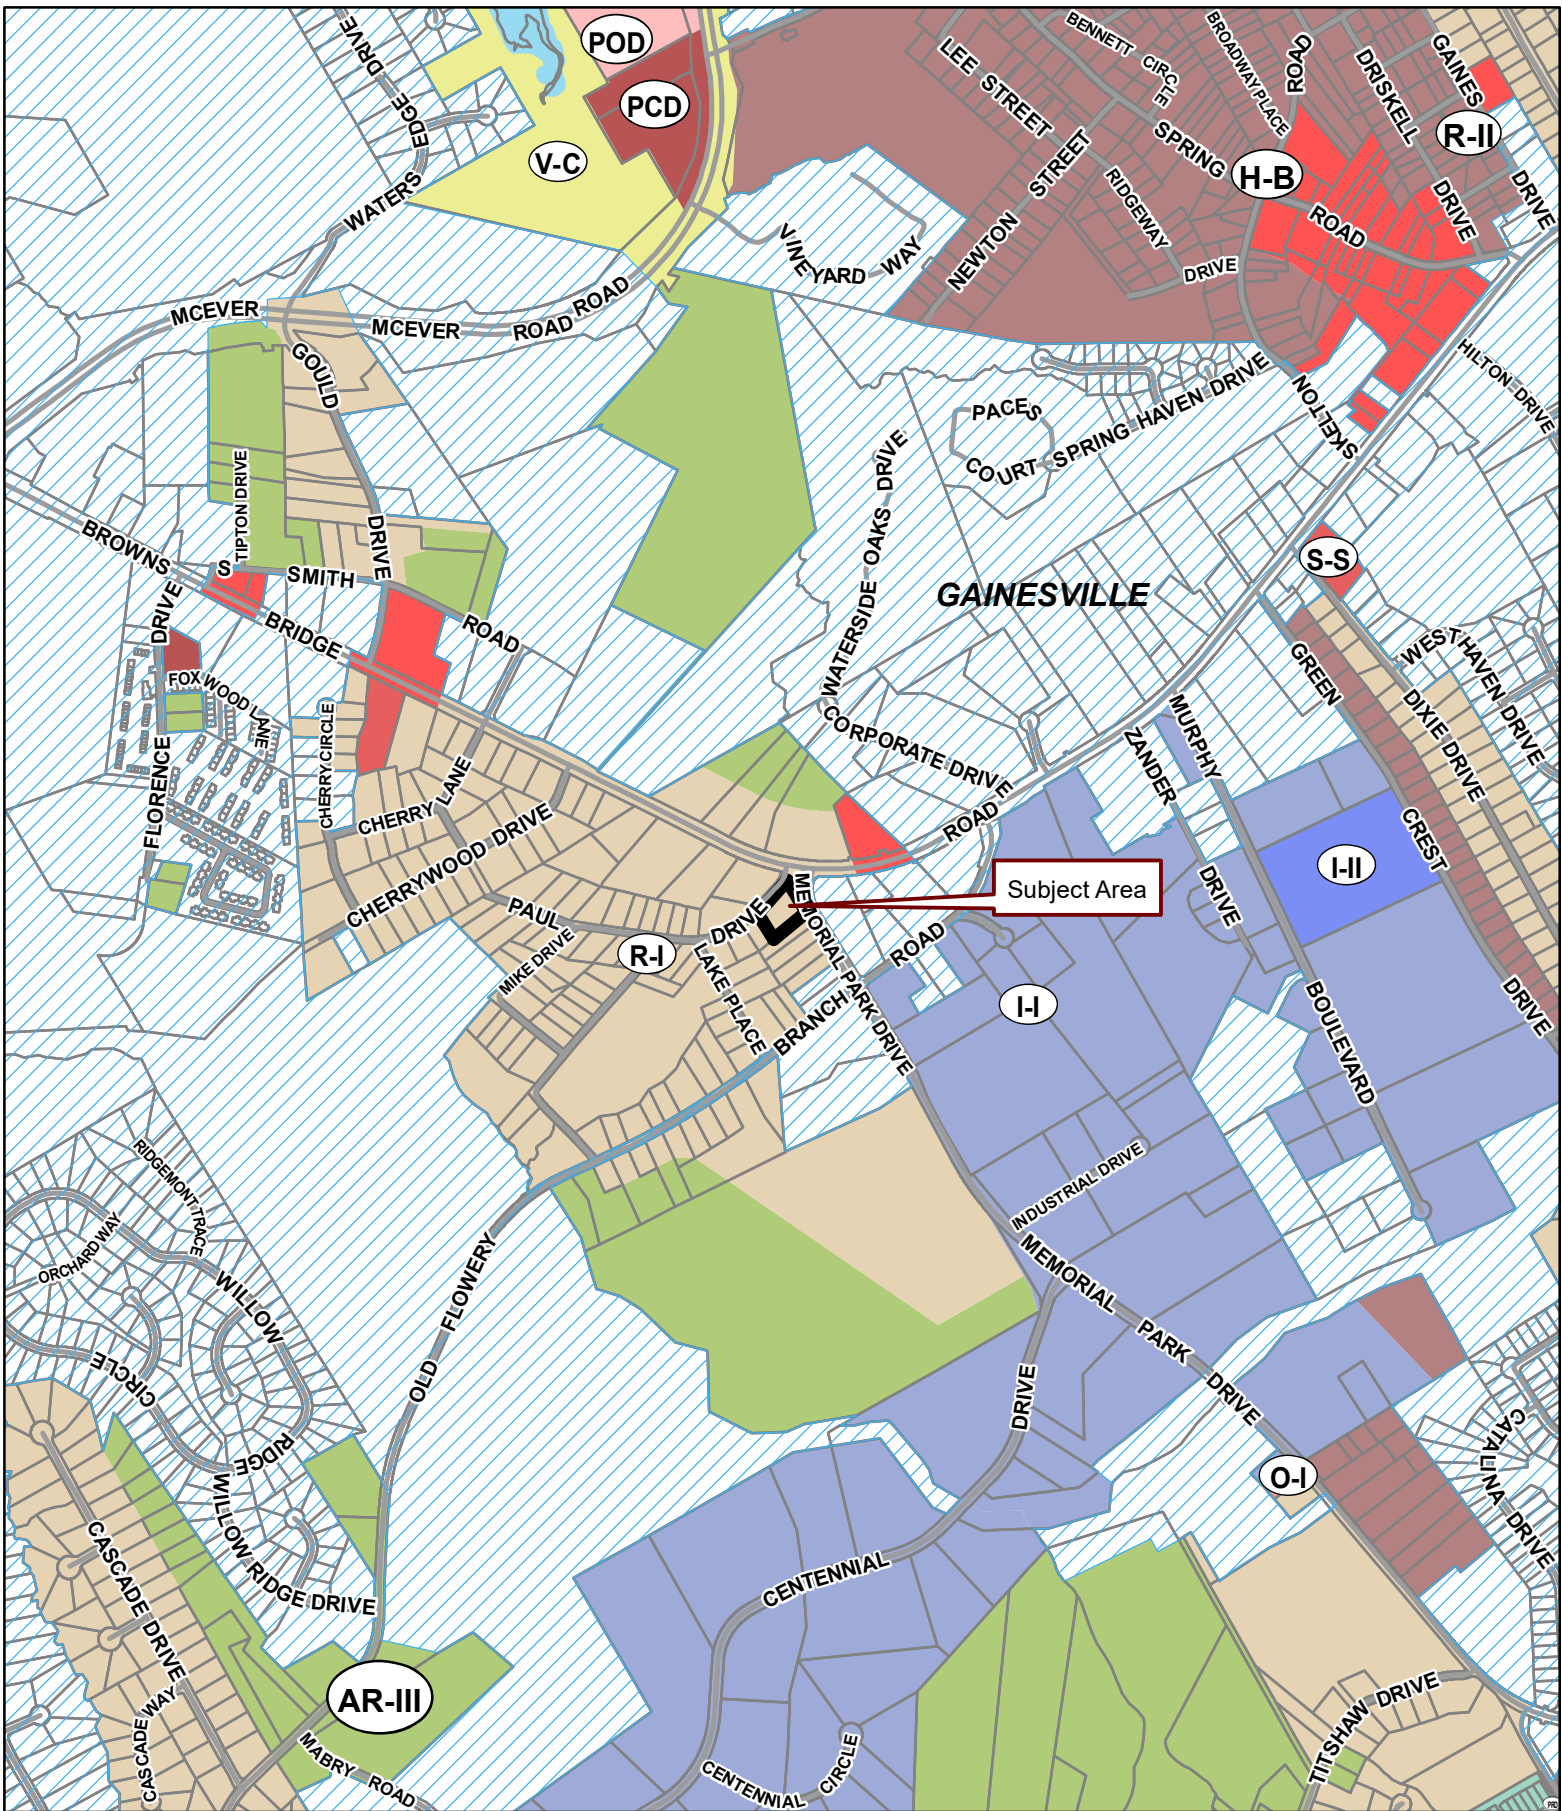 POD
PCD
V-C
EDGE DRIVE
WATERS EDGE
BENNETT CIRCLE
BROADWAY PLACE
ROAD
DRISKELL DRIVE
GAINES DRIVE
R-II
LEE STREET
SPRING ROAD
H-B
NEWTON STREET
RIDGEWAY DRIVE
VINEYARD WAY
MCEVER
MCEVER ROAD
ROAD
GOULD DRIVE
HILTON DRIVE
SKELTON
PACES COURT
SPRING HAVEN DRIVE
TIPTON DRIVE
BROWNS BRIDGE
S
SMITH ROAD
WATERSIDE OAKS DRIVE
GAINESVILLE
S-S
FLORENCE DRIVE
FOXWOOD LANE
WESTHAVEN DRIVE
GREEN CREST DRIVE
DIXIE DRIVE
CHERRY CIRCLE
CHERRY LANE
CORPORATE DRIVE
MURPHY BOULEVARD
ZANDER DRIVE
ROAD
CHERRYWOOD DRIVE
I-II
Subject Area
PAUL DRIVE
MIKE DRIVE
R-I
LAKE PLACE
MEMORIAL PARK DRIVE
OLD FLOWERY BRANCH ROAD
I-I
RIDGEMONT TRACE
ORCHARD WAY
INDUSTRIAL DRIVE
WILLOW RIDGE CIRCLE
MEMORIAL PARK DRIVE
DRIVE
CATALINA DRIVE
O-I
WILLOW RIDGE DRIVE
CASCADE DRIVE
CENTENNIAL
AR-III
CASCADE WAY
MABRY ROAD
CENTENNIAL CIRCLE
TITSHAW DRIVE
PRD